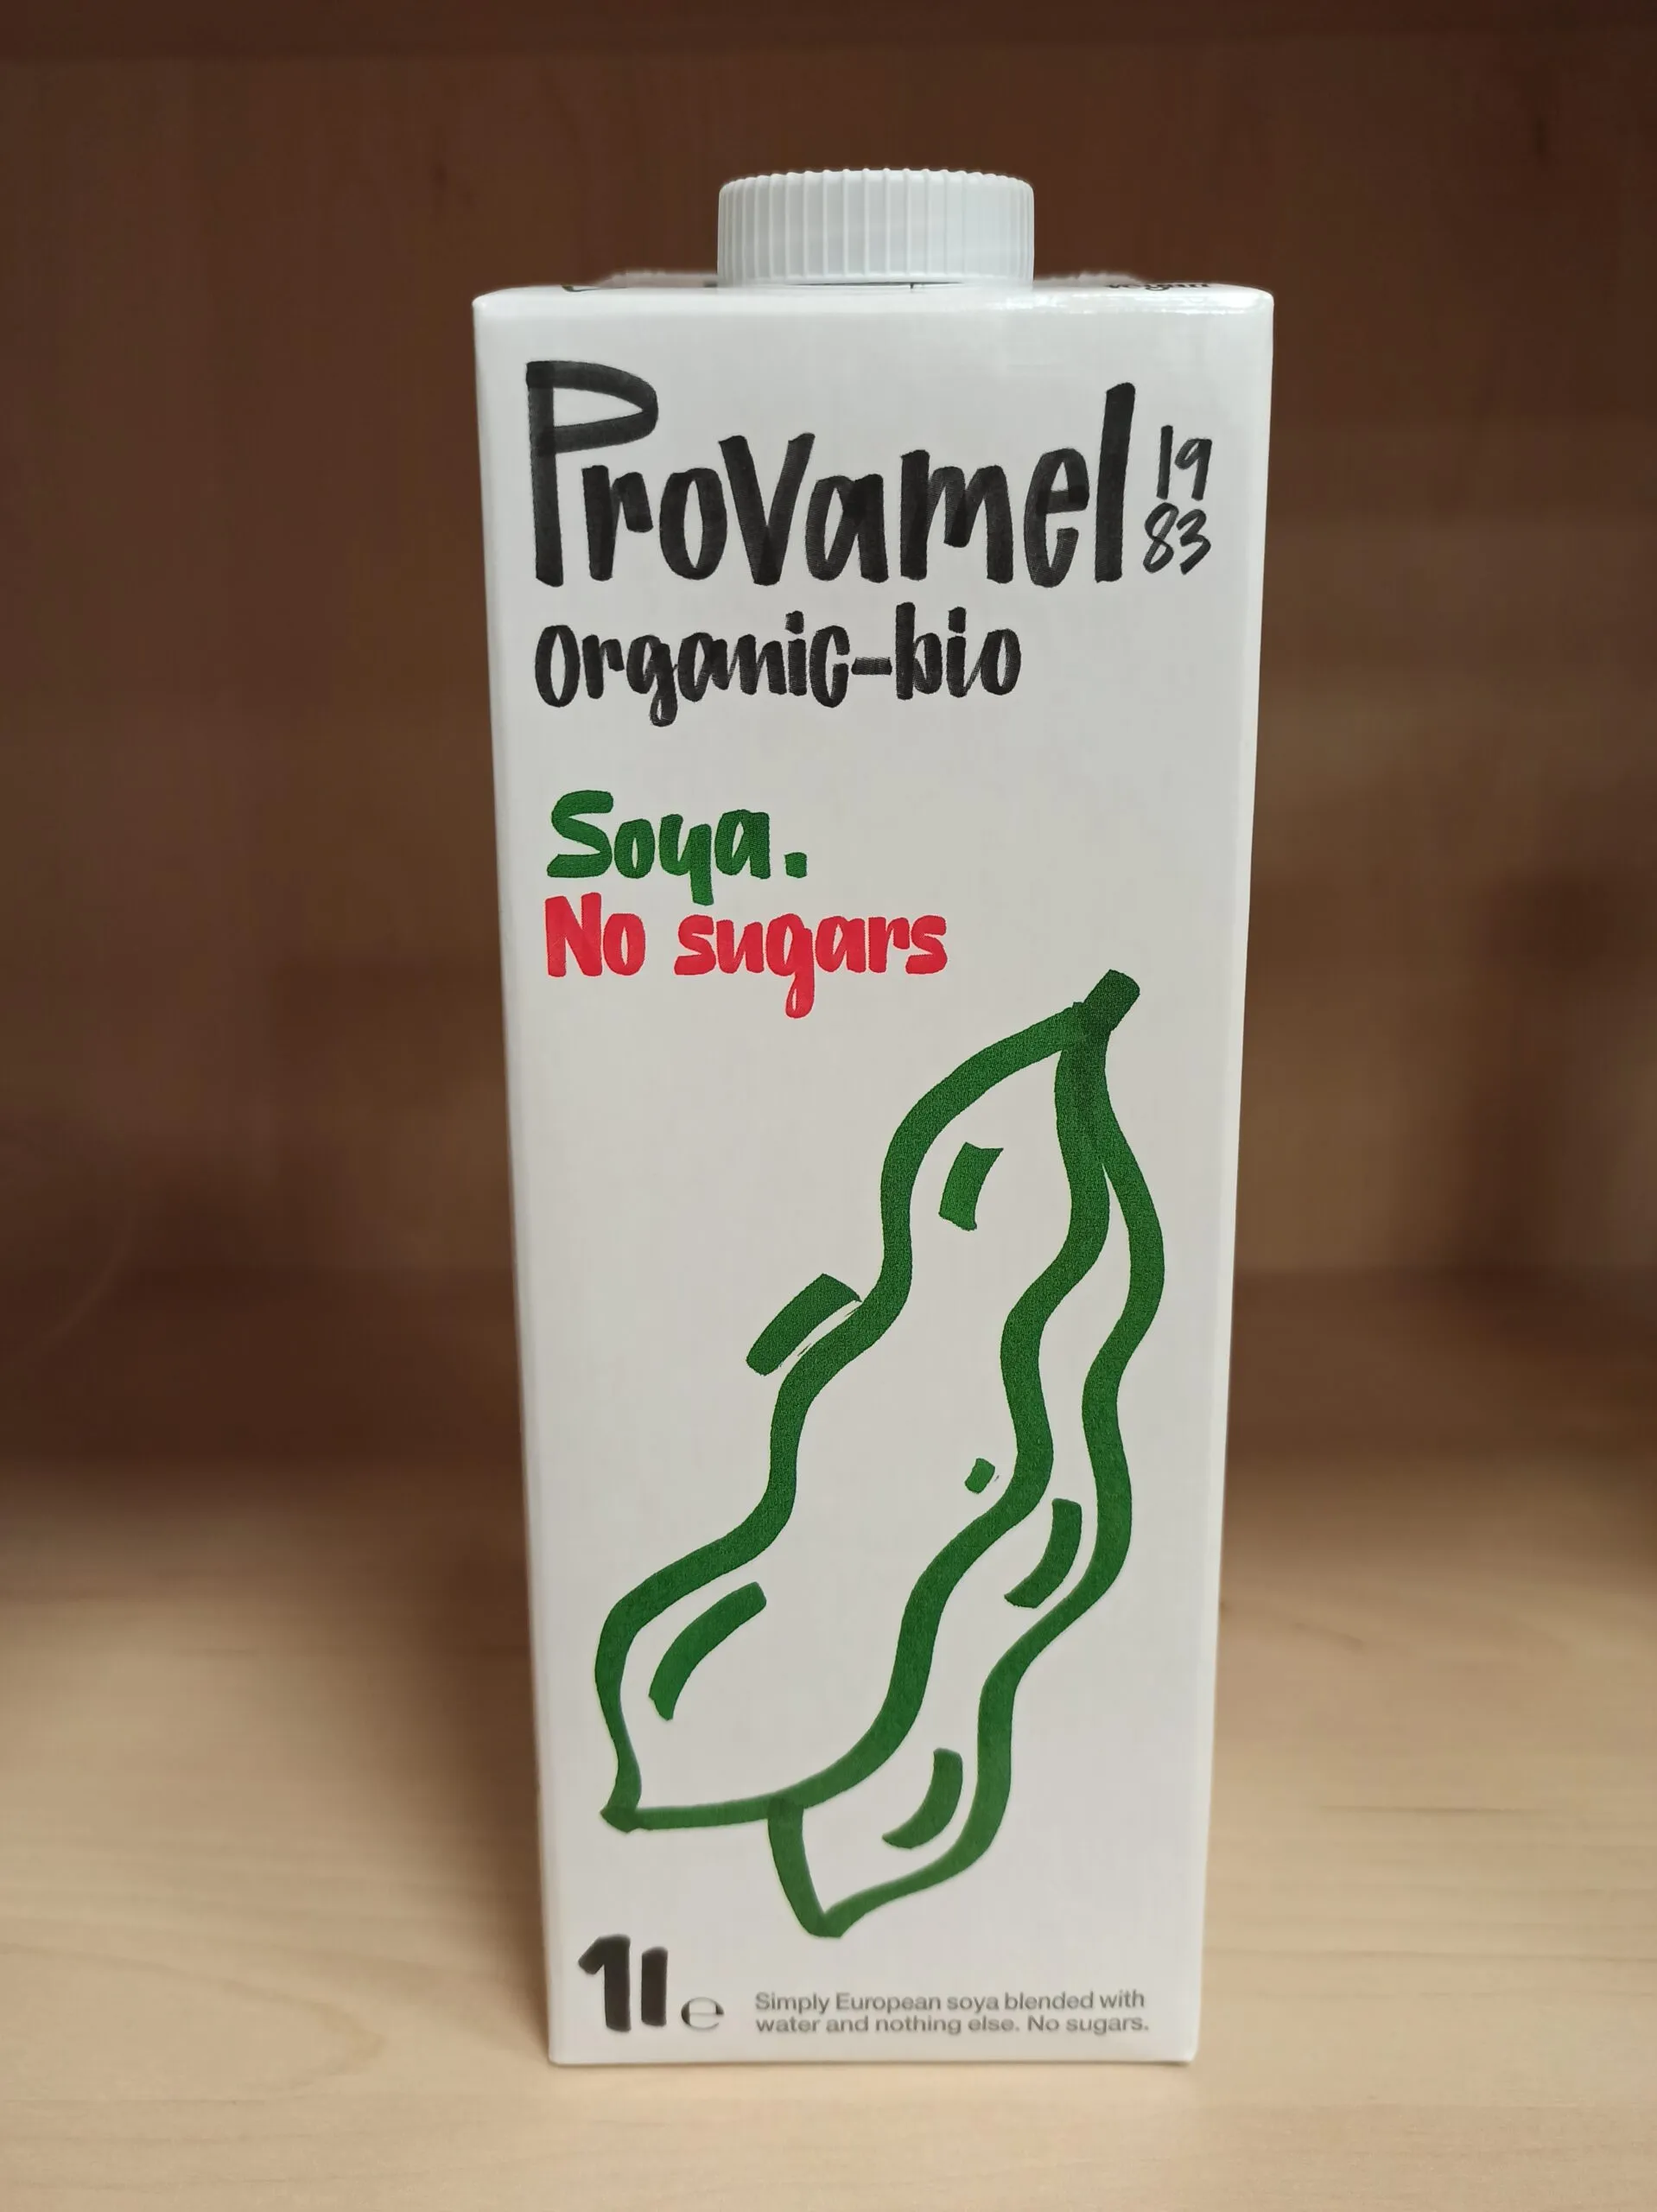 vegan
Provamel
19
83
organic-bio
Soya.
No sugars
1l e
Simply European soya blended with
water and nothing else. No sugars.